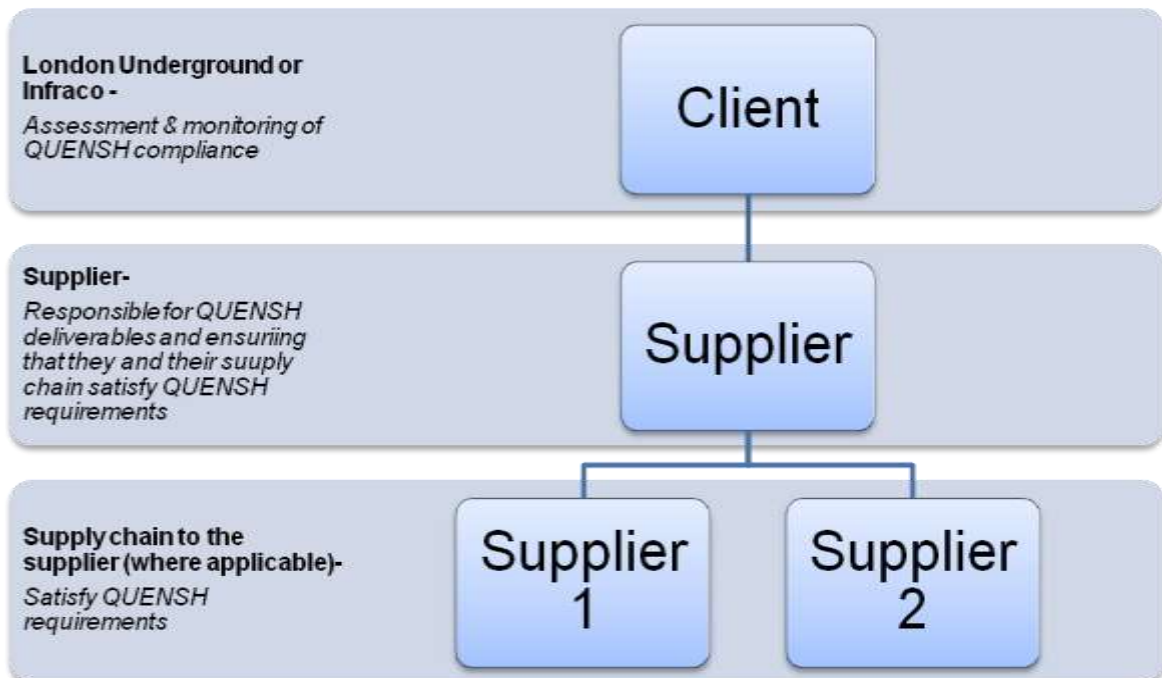 London Underground or
Infraco -
Assessment & monitoring of
QUENSH compliance
Client
Supplier-
Responsible for QUENSH
deliverables and ensuriing
that they and their suuply
chain satisfy QUENSH
requirements
Supplier
Supply chain to the
supplier (where applicable)-
Satisfy QUENSH
requirements
Supplier
1
Supplier
2